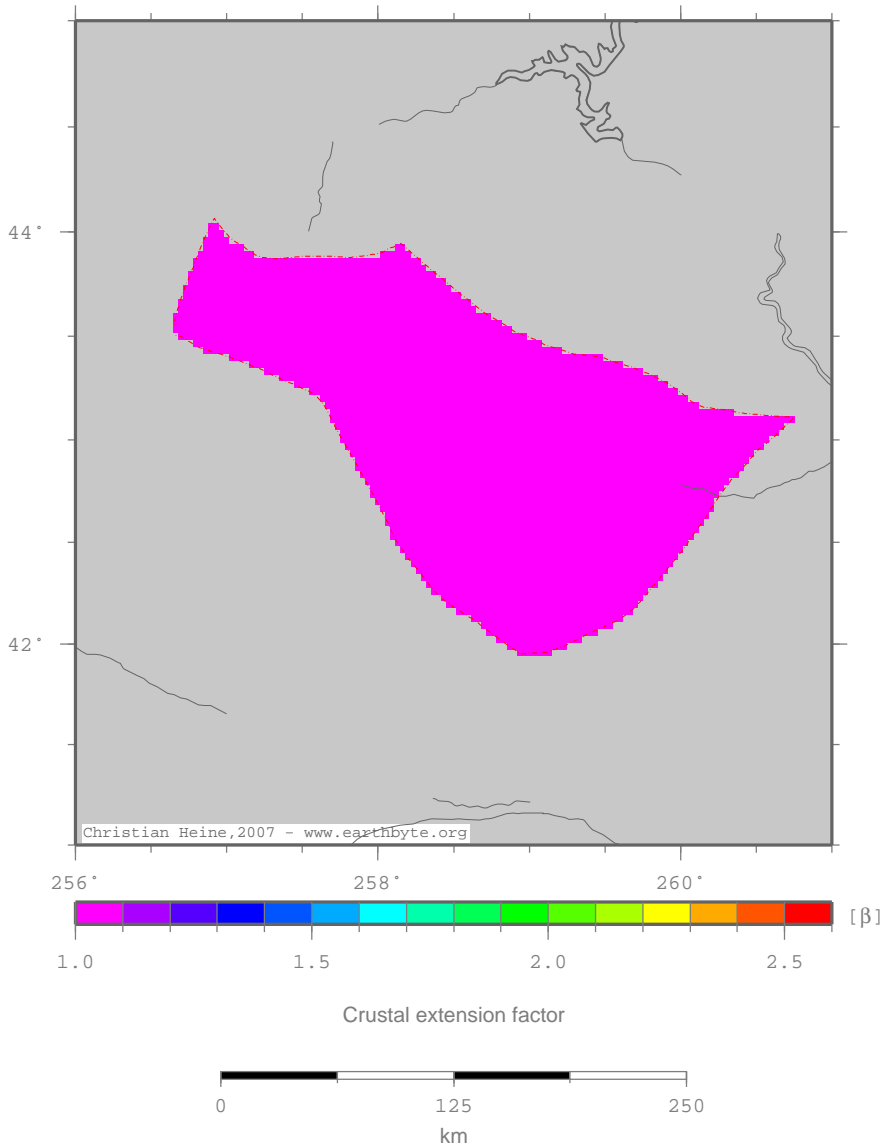 44°
42°
Christian Heine,2007 - www.earthbyte.org
256° 258° 260°
[β]
1.0 1.5 2.0 2.5
Crustal extension factor
0 125 250
km